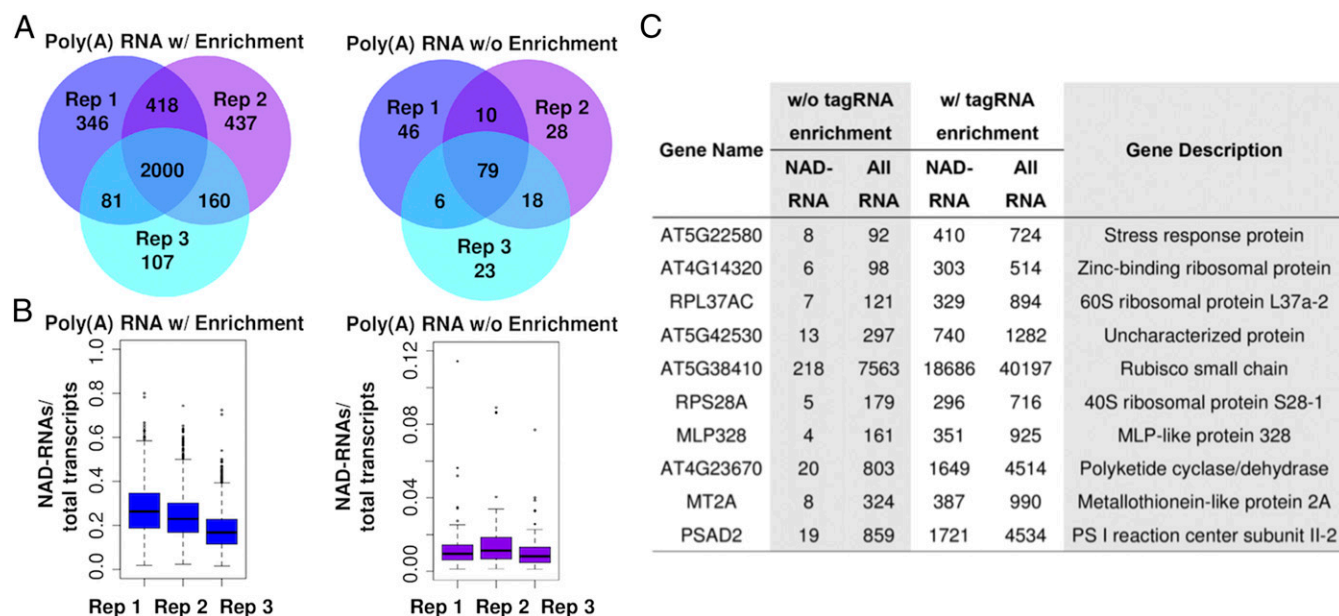 A
Poly(A) RNA w/ Enrichment
Rep 1
346
418
Rep 2
437
2000
81
160
Rep 3
107
Poly(A) RNA w/o Enrichment
Rep 1
46
10
Rep 2
28
79
6
18
Rep 3
23
B
Poly(A) RNA w/ Enrichment
NAD-RNAs/
total transcripts
1.0
0.8
0.6
0.4
0.2
0.0
Rep 1 Rep 2 Rep 3
Poly(A) RNA w/o Enrichment
NAD-RNAs/
total transcripts
0.12
0.08
0.04
0.00
Rep 1 Rep 2 Rep 3
C
w/o tagRNA w/ tagRNA
enrichment enrichment
Gene Name Gene Description
NAD- All NAD- All
RNA RNA RNA RNA
AT5G22580 8 92 410 724 Stress response protein
AT4G14320 6 98 303 514 Zinc-binding ribosomal protein
RPL37AC 7 121 329 894 60S ribosomal protein L37a-2
AT5G42530 13 297 740 1282 Uncharacterized protein
AT5G38410 218 7563 18686 40197 Rubisco small chain
RPS28A 5 179 296 716 40S ribosomal protein S28-1
MLP328 4 161 351 925 MLP-like protein 328
AT4G23670 20 803 1649 4514 Polyketide cyclase/dehydrase
MT2A 8 324 387 990 Metallothionein-like protein 2A
PSAD2 19 859 1721 4534 PS I reaction center subunit II-2